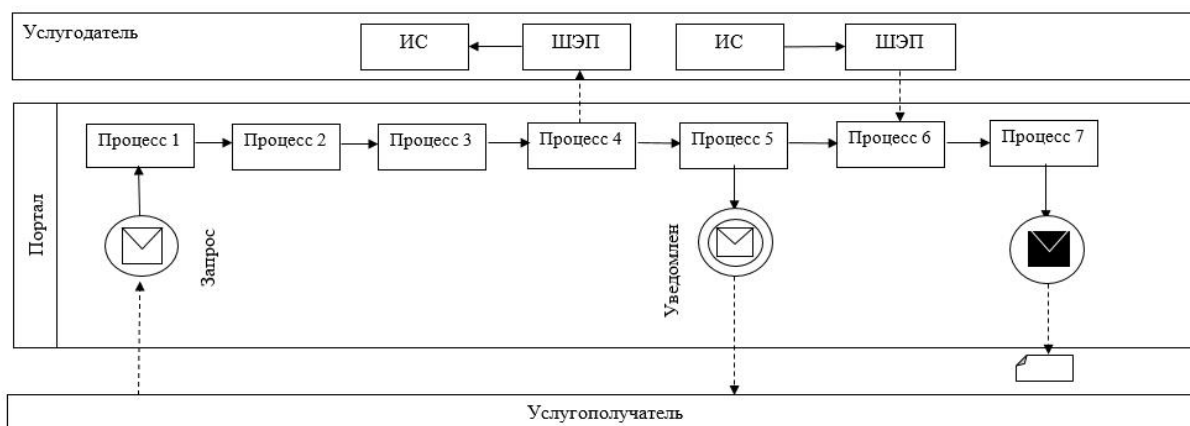 Услугодатель
ИС
ШЭП
ИС
ШЭП
Портал
Процесс 1
Процесс 2
Процесс 3
Процесс 4
Процесс 5
Процесс 6
Процесс 7
Запрос
Уведомлен
Услугополучатель